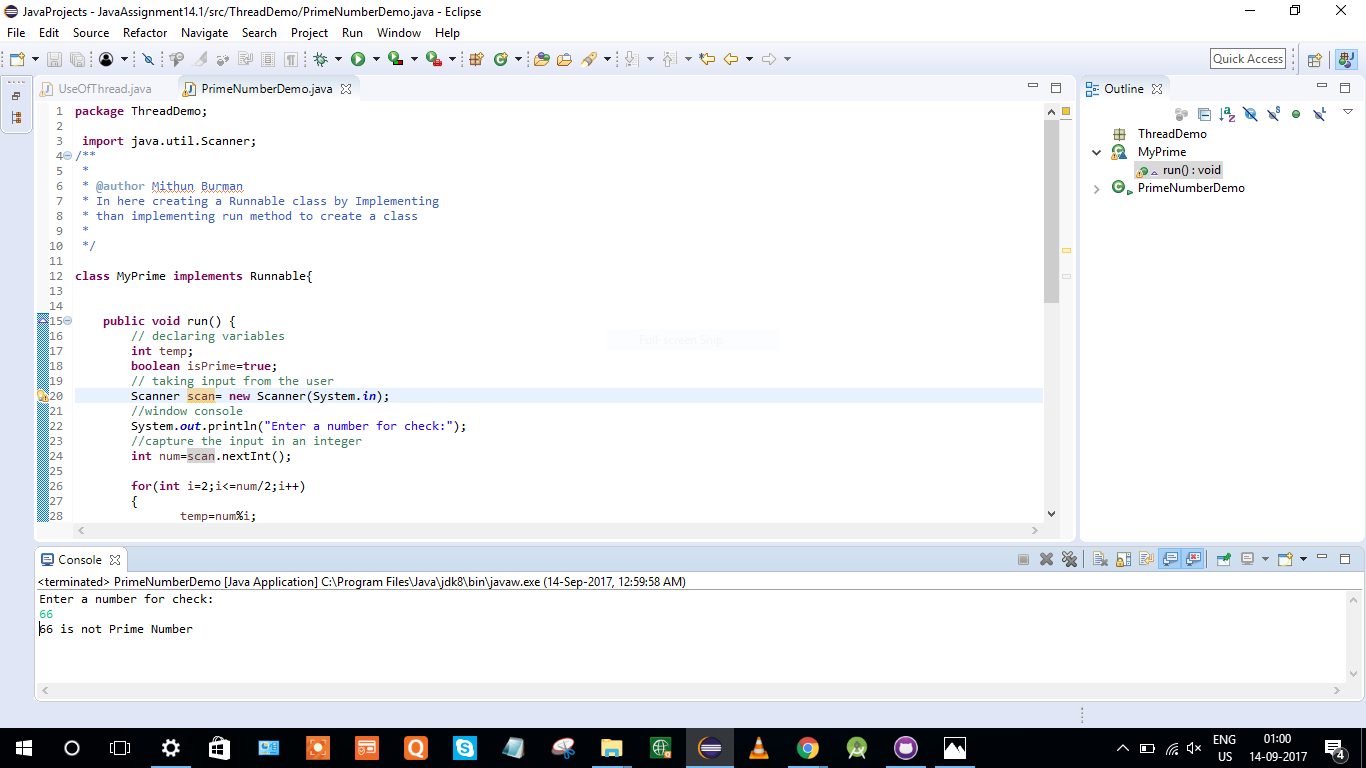 JavaProjects - JavaAssignment14.1/src/ThreadDemo/PrimeNumberDemo.java - Eclipse
File Edit Source Refactor Navigate Search Project Run Window Help
Quick Access
UseOfThread.java PrimeNumberDemo.java
1 package ThreadDemo;
2
3 import java.util.Scanner;
4 /**
5 *
6 * @author Mithun Burman
7 * In here creating a Runnable class by Implementing
8 * than implementing run method to create a class
9 *
10 */
11
12 class MyPrime implements Runnable{
13
14
15 public void run() {
16 // declaring variables
17 int temp;
18 boolean isPrime=true;
19 // taking input from the user
20 Scanner scan= new Scanner(System.in);
21 //window console
22 System.out.println("Enter a number for check:");
23 //capture the input in an integer
24 int num=scan.nextInt();
25
26 for(int i=2;i<=num/2;i++)
27 {
28 temp=num%i;
Full-screen Snip
Outline
ThreadDemo
MyPrime
run() : void
PrimeNumberDemo
Console
<terminated> PrimeNumberDemo [Java Application] C:\Program Files\Java\jdk8\bin\javaw.exe (14-Sep-2017, 12:59:58 AM)
Enter a number for check:
66
66 is not Prime Number
ENG
US
01:00
14-09-2017
4